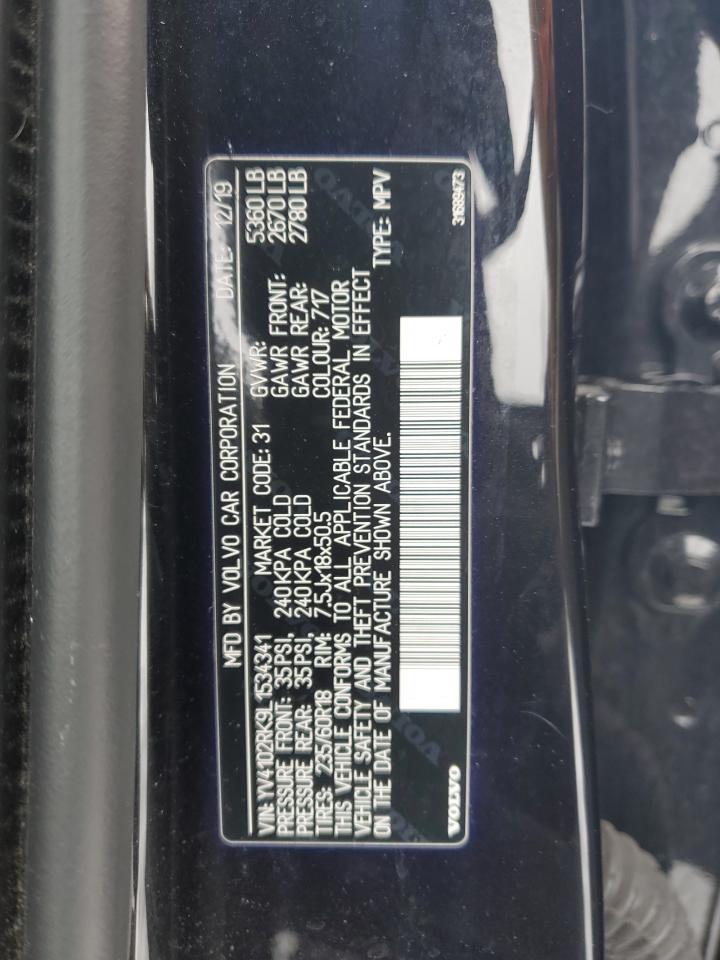 MFD BY VOLVO CAR CORPORATION DATE: 12/19
VIN: YV4102RK9L1534341 MARKET CODE: 31 GVWR: 5360 LB
PRESSURE FRONT: 35PSI, 240KPA COLD GAWR FRONT: 2670 LB
PRESSURE REAR: 35PSI, 240KPA COLD GAWR REAR: 2780 LB
TIRES: 235/60R18 RIM: 7.5Jx18x50.5 COLOUR: 717
THIS VEHICLE CONFORMS TO ALL APPLICABLE FEDERAL MOTOR
VEHICLE SAFETY AND THEFT PREVENTION STANDARDS IN EFFECT
ON THE DATE OF MANUFACTURE SHOWN ABOVE. TYPE: MPV
VOLVO 31689473